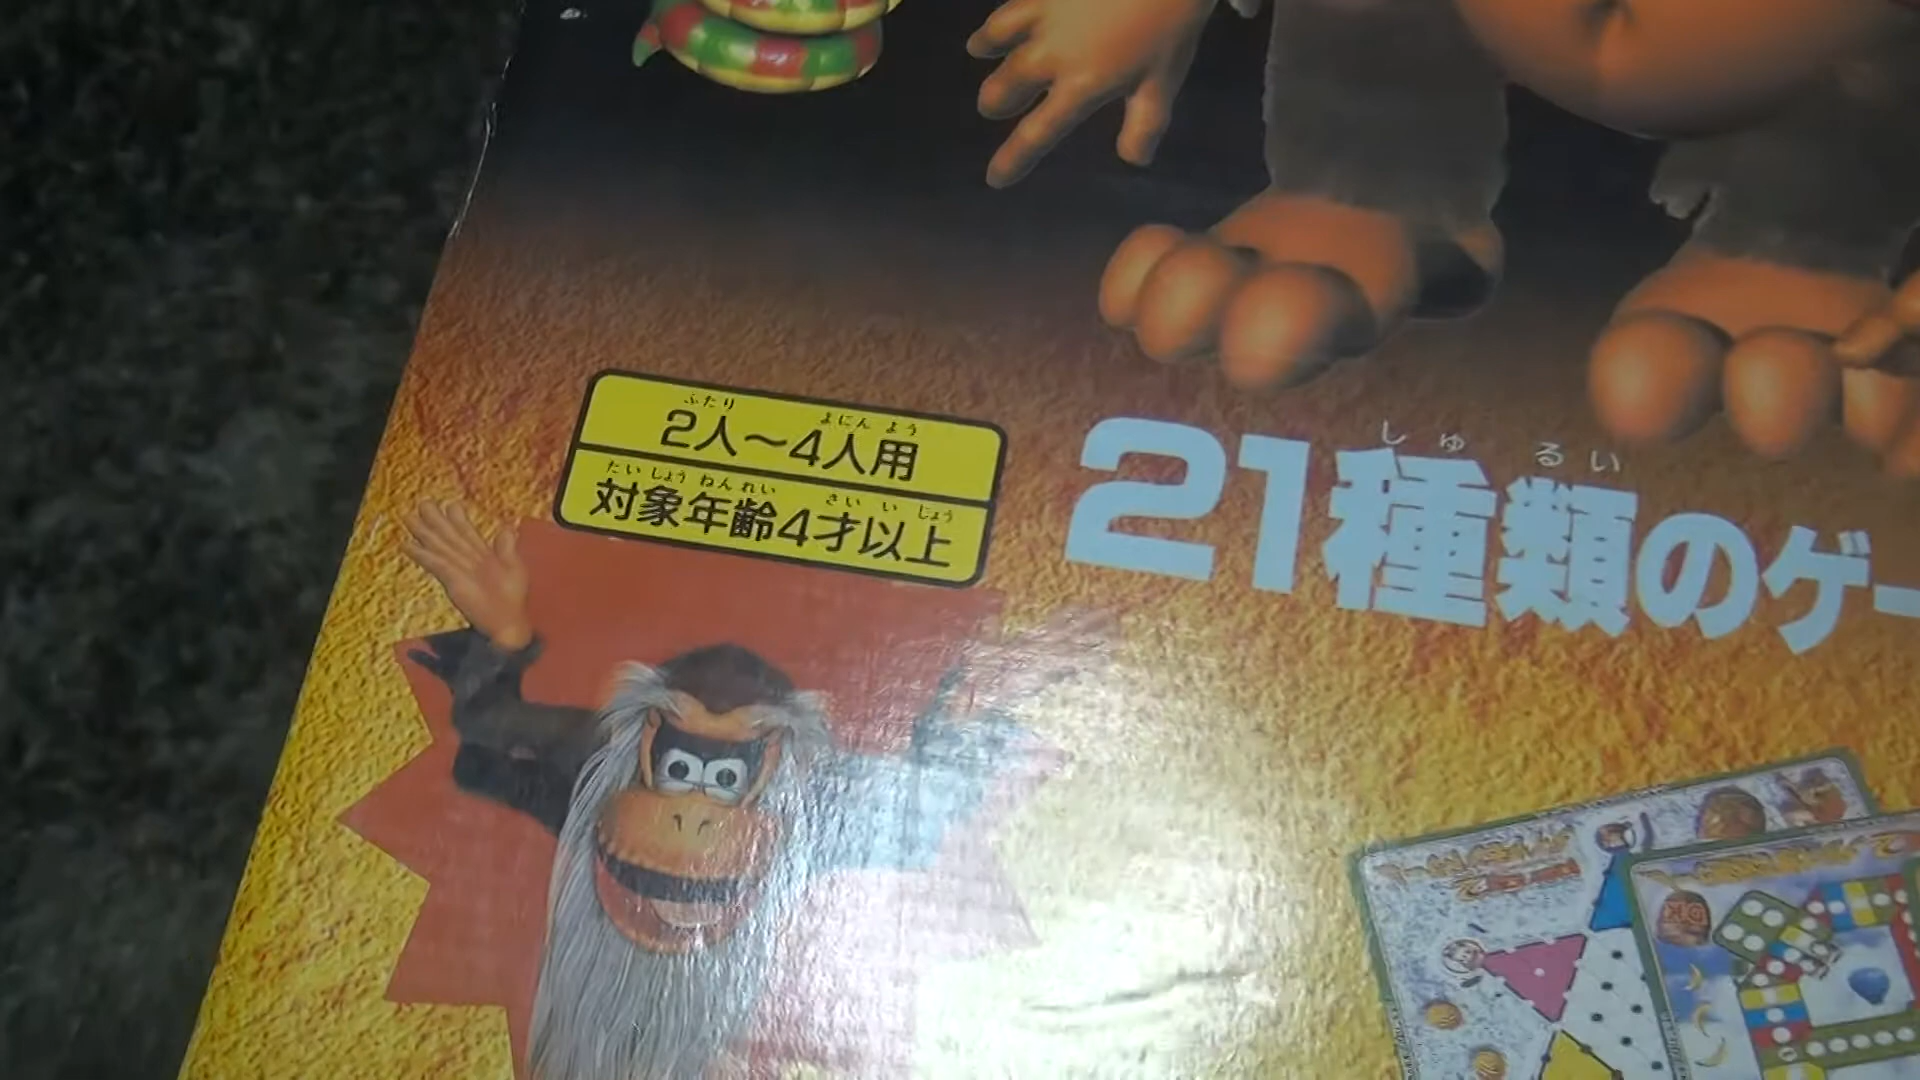 ふたり よにん よう
2人〜4人用
たいしょうねんれい さい いじょう
対象年齢4才以上
しゅ るい
21種類のゲー
DK